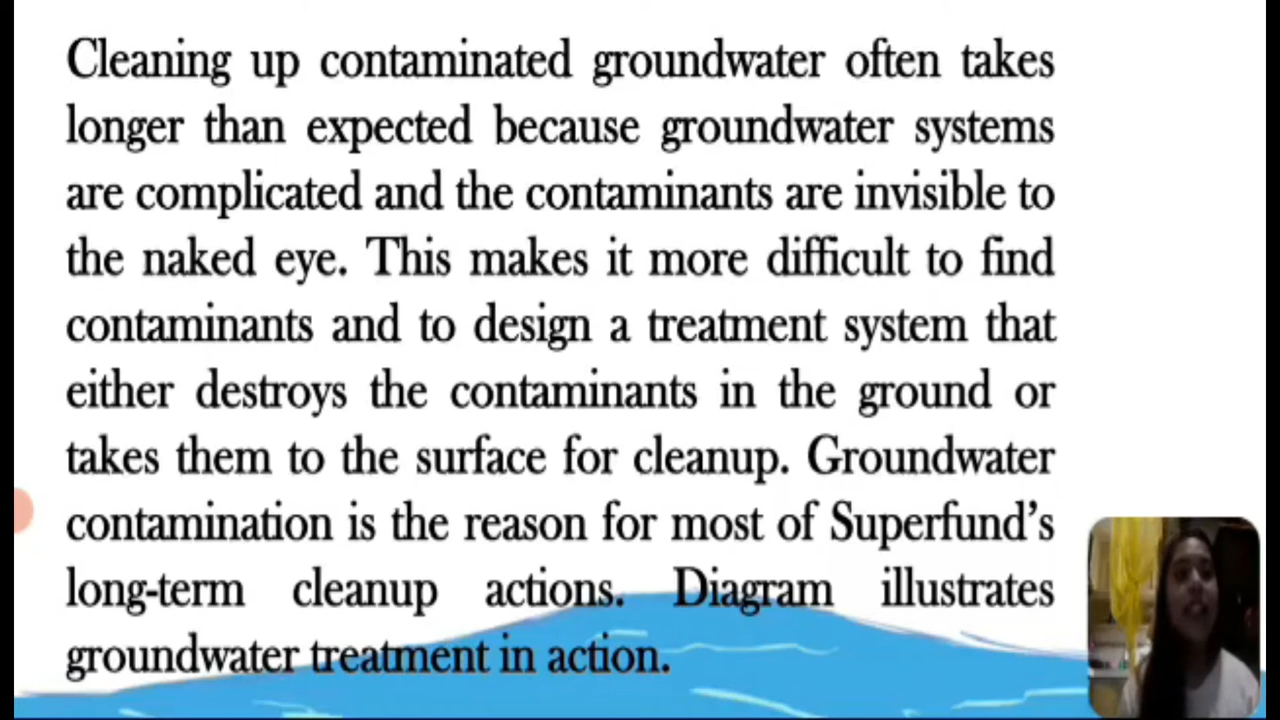 Cleaning up contaminated groundwater often takes
longer than expected because groundwater systems
are complicated and the contaminants are invisible to
the naked eye. This makes it more difficult to find
contaminants and to design a treatment system that
either destroys the contaminants in the ground or
takes them to the surface for cleanup. Groundwater
contamination is the reason for most of Superfund's
long-term cleanup actions. Diagram illustrates
groundwater treatment in action.